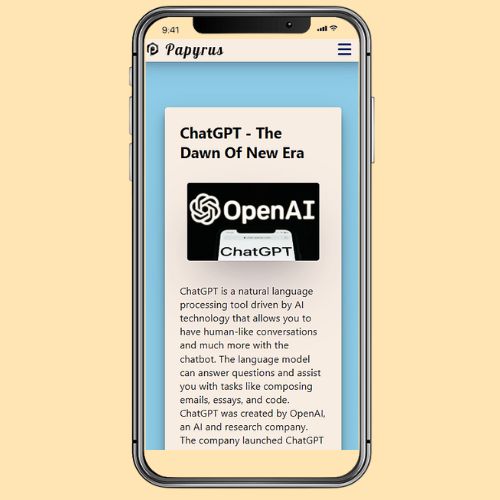 9:41
Papyrus
ChatGPT - The
Dawn Of New Era
OpenAI
ChatGPT
ChatGPT is a natural language
processing tool driven by AI
technology that allows you to
have human-like conversations
and much more with the
chatbot. The language model
can answer questions and assist
you with tasks like composing
emails, essays, and code.
ChatGPT was created by OpenAI,
an AI and research company.
The company launched ChatGPT